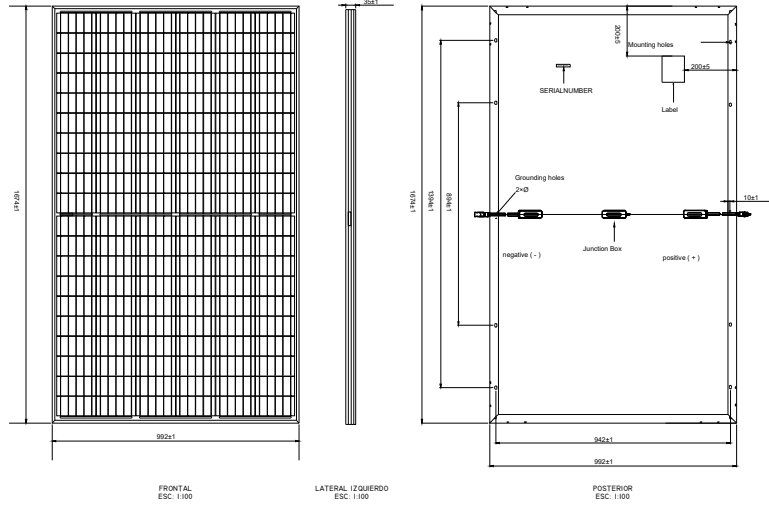 35±1
1674±1
992±1
FRONTAL
ESC: 1:100
LATERAL IZQUIERDO
ESC: 1:100
200±5
Mounting holes
200±5
SERIALNUMBER
Label
Grounding holes
2×Ø
1674±1
1394±1
894±1
10±1
Junction Box
negative ( - )
positive ( + )
942±1
992±1
POSTERIOR
ESC: 1:100